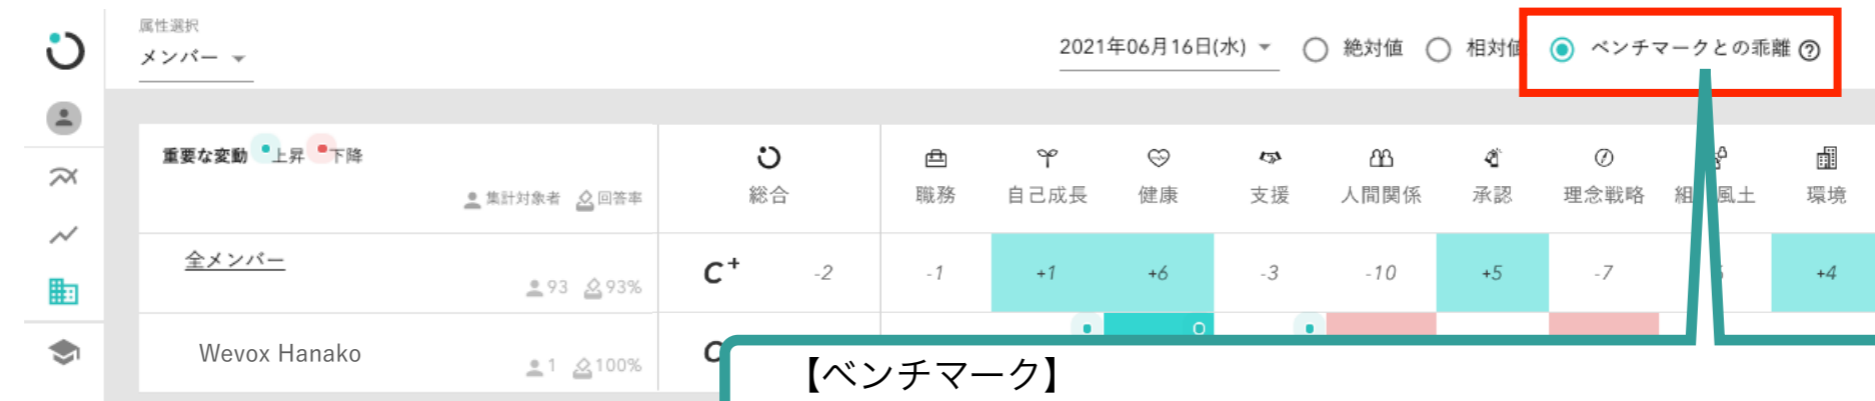 属性選択
メンバー
2021年06月16日(水) 絶対値 相対値 ベンチマークとの乖離
重要な変動 上昇 下降
集計対象者 回答率
総合 職務 自己成長 健康 支援 人間関係 承認 理念戦略 組 風土 環境
全メンバー
93 93%
C+ -2 -1 +1 +6 -3 -10 +5 -7 +4
Wevox Hanako
1 100%
【ベンチマーク】